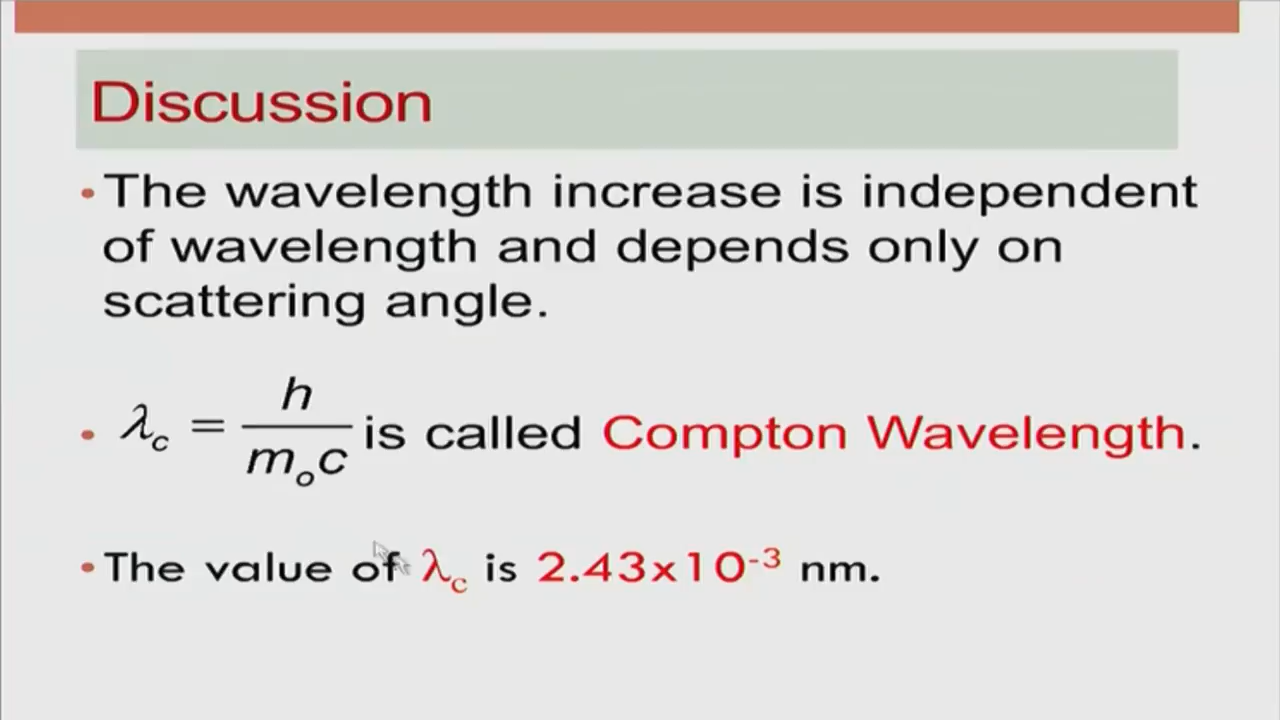 Discussion
• The wavelength increase is independent
of wavelength and depends only on
scattering angle.
• λc = h/moc is called Compton Wavelength.
• The value of λc is 2.43x10⁻³ nm.